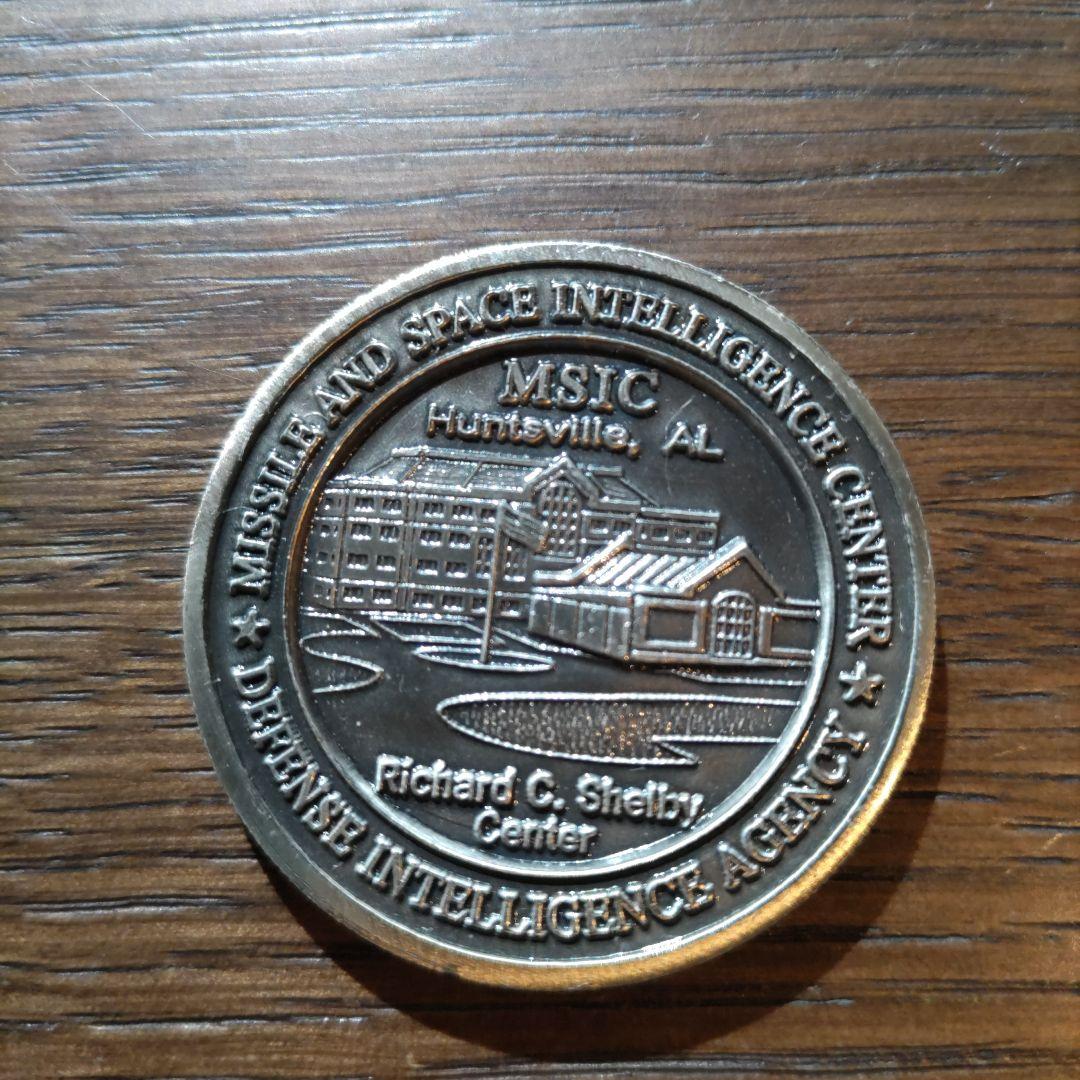 MISSILE AND SPACE INTELLIGENCE CENTER
MSIC
Huntsville, AL
Richard C. Shelby
Center
DEFENSE INTELLIGENCE AGENCY